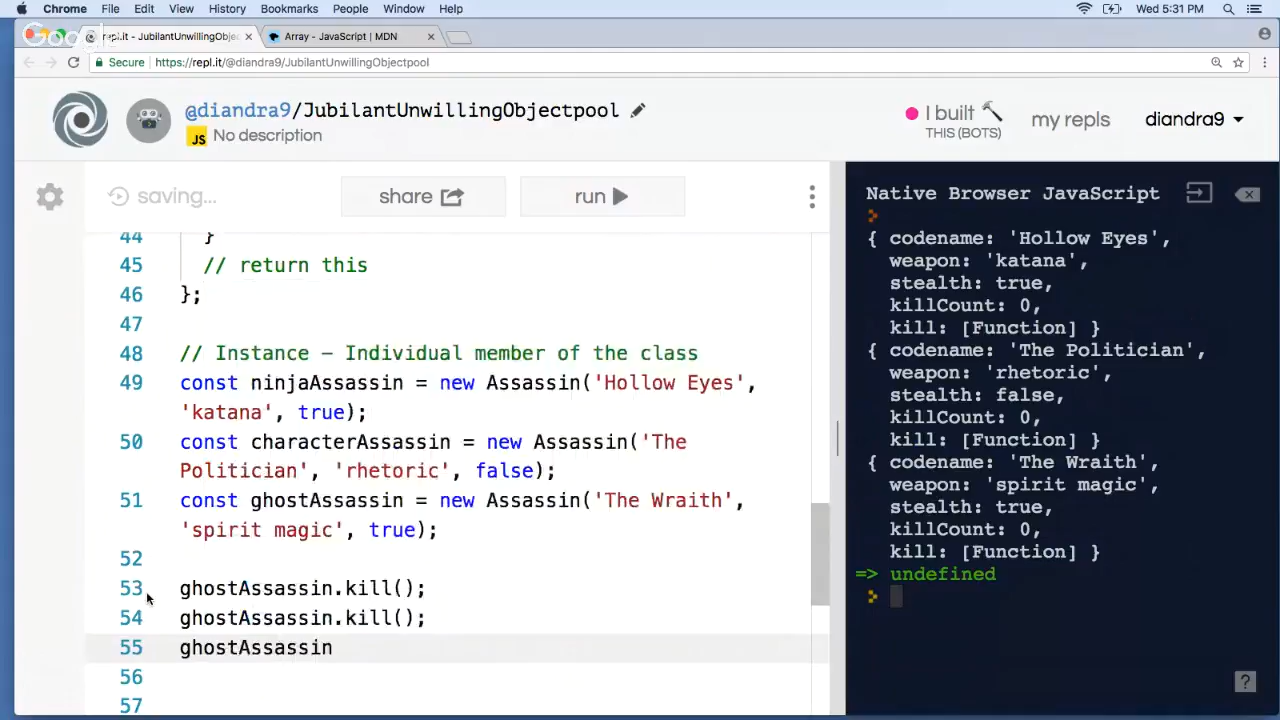 Chrome File Edit View History Bookmarks People Window Help Wed 5:31 PM
repl.it - JubilantUnwillingObjec × Array - JavaScript | MDN ×
Secure https://repl.it/@diandra9/JubilantUnwillingObjectpool
@diandra9/JubilantUnwillingObjectpool
JS No description
I built
THIS (BOTS)
my repls
diandra9
saving...
share
run
44 }
45 // return this
46 };
47
48 // Instance – Individual member of the class
49 const ninjaAssassin = new Assassin('Hollow Eyes',
'katana', true);
50 const characterAssassin = new Assassin('The
Politician', 'rhetoric', false);
51 const ghostAssassin = new Assassin('The Wraith',
'spirit magic', true);
52
53 ghostAssassin.kill();
54 ghostAssassin.kill();
55 ghostAssassin
56
57
Native Browser JavaScript
{ codename: 'Hollow Eyes',
weapon: 'katana',
stealth: true,
killCount: 0,
kill: [Function] }
{ codename: 'The Politician',
weapon: 'rhetoric',
stealth: false,
killCount: 0,
kill: [Function] }
{ codename: 'The Wraith',
weapon: 'spirit magic',
stealth: true,
killCount: 0,
kill: [Function] }
=> undefined
?